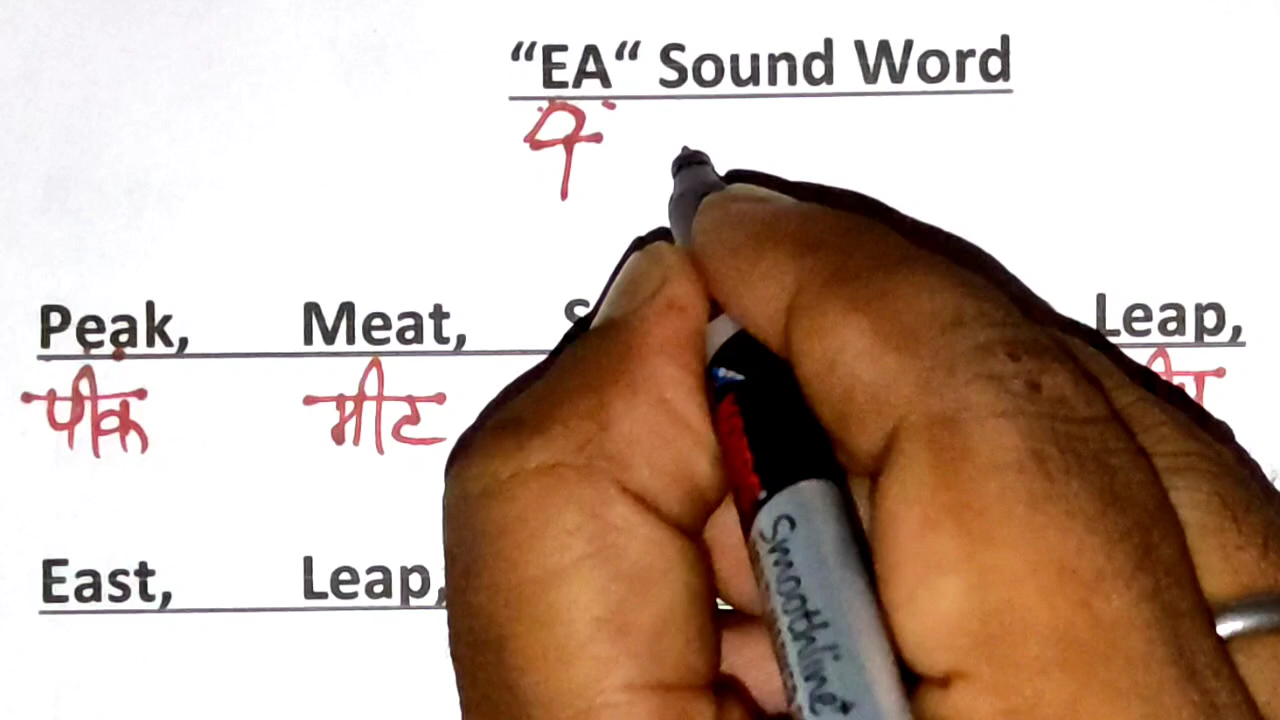 “EA“ Sound Word
Peak, Meat, Leap,
पीक मीट
East, Leap,
Smoothline